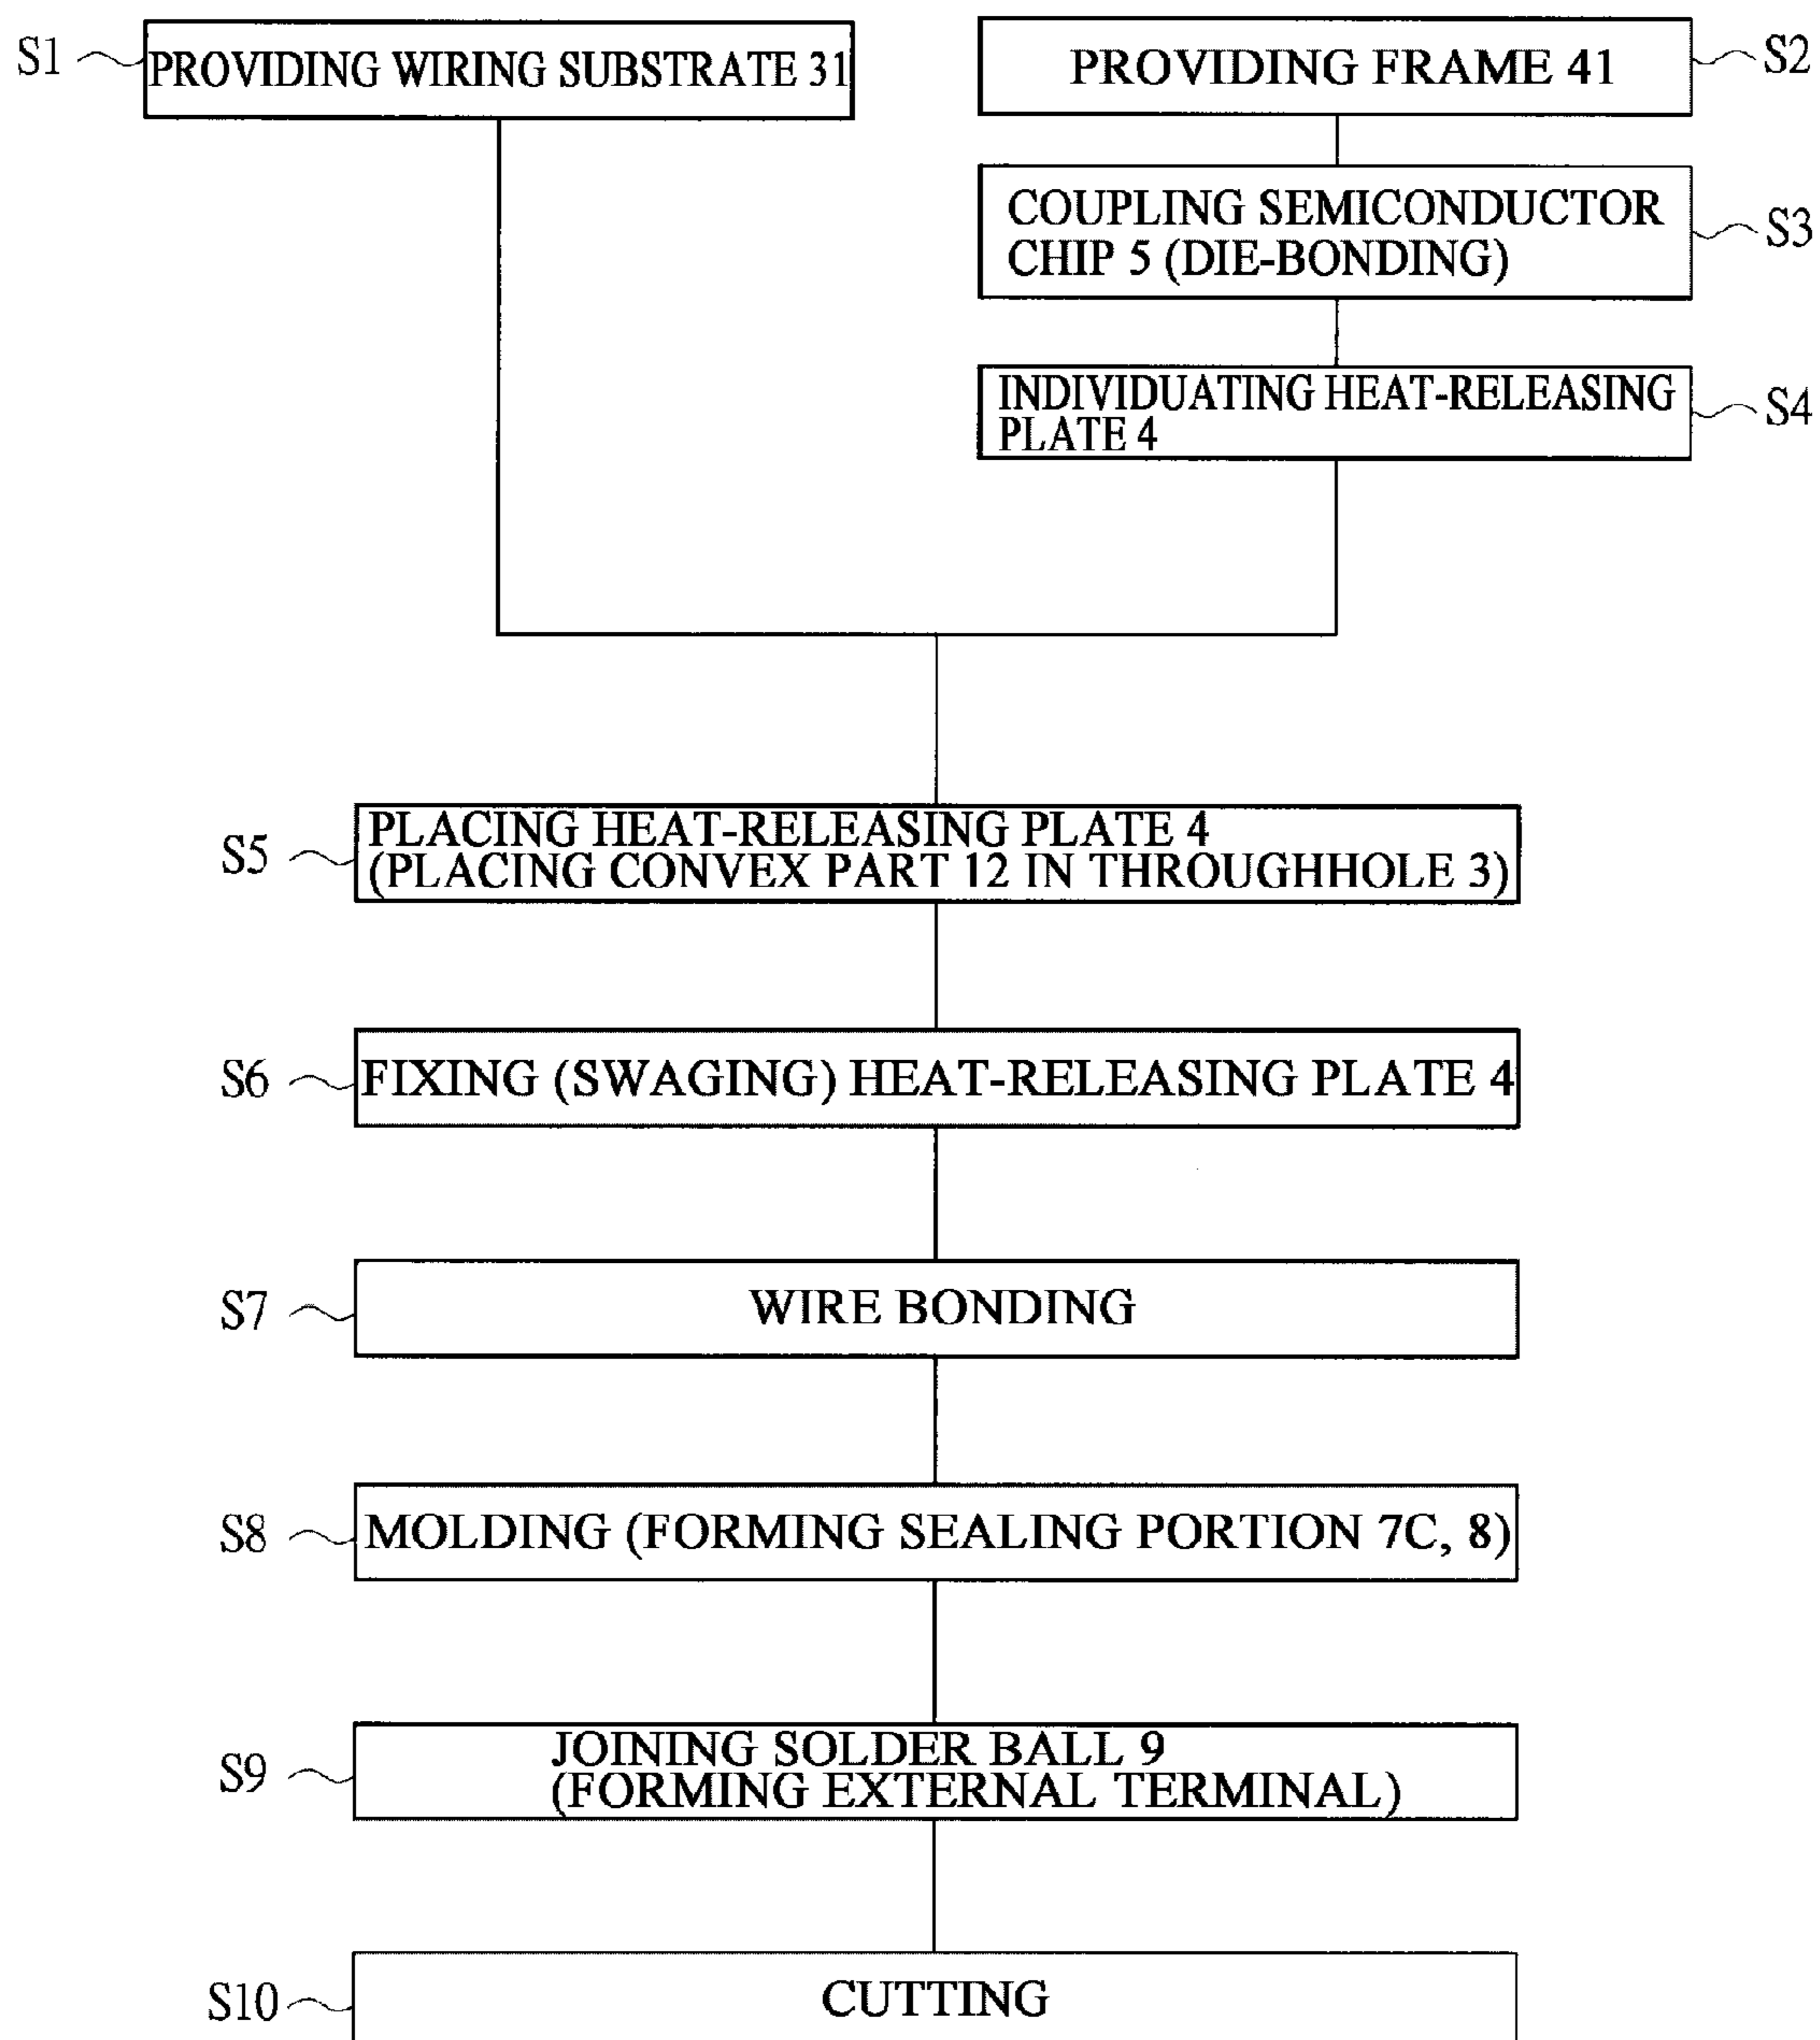 S1
PROVIDING WIRING SUBSTRATE 31
PROVIDING FRAME 41
S2
COUPLING SEMICONDUCTOR
CHIP 5 (DIE-BONDING)
S3
INDIVIDUATING HEAT-RELEASING
PLATE 4
S4
S5
PLACING HEAT-RELEASING PLATE 4
(PLACING CONVEX PART 12 IN THROUGHHOLE 3)
S6
FIXING (SWAGING) HEAT-RELEASING PLATE 4
S7
WIRE BONDING
S8
MOLDING (FORMING SEALING PORTION 7C, 8)
S9
JOINING SOLDER BALL 9
(FORMING EXTERNAL TERMINAL)
S10
CUTTING